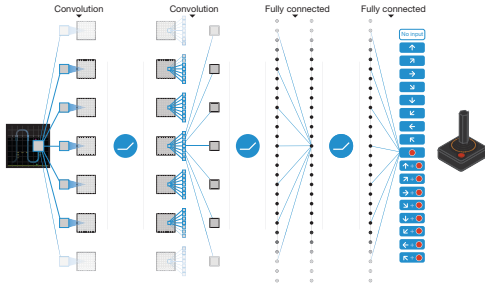 Convolution
Convolution
Fully connected
Fully connected
No input
+
+
+
+
+
+
+
+